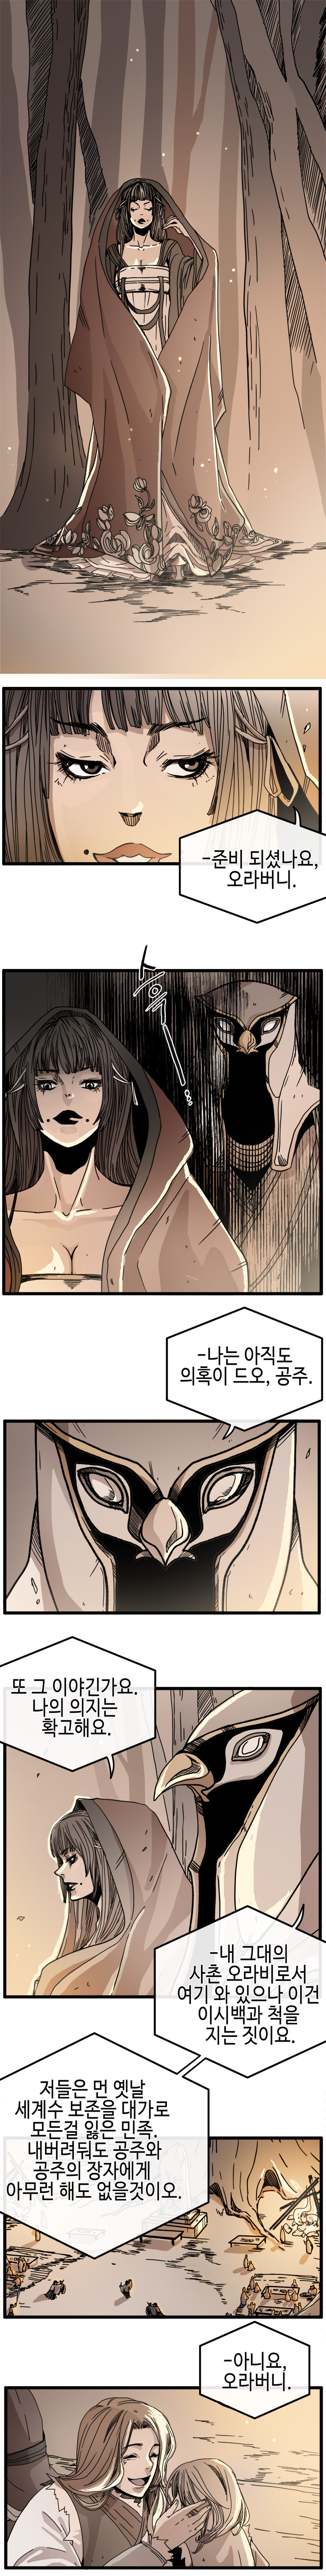 -준비 되셨나요,
오라버니.
스윽
-나는 아직도
의혹이 드오, 공주.
또 그 이야긴가요.
나의 의지는
확고해요.
-내 그대의
사촌 오라비로서
여기 와 있으나 이건
이시백과 척을
지는 짓이요.
저들은 먼 옛날
세계수 보존을 대가로
모든걸 잃은 민족.
내버려둬도 공주와
공주의 장자에게
아무런 해도 없을것이오.
-아니요,
오라버니.